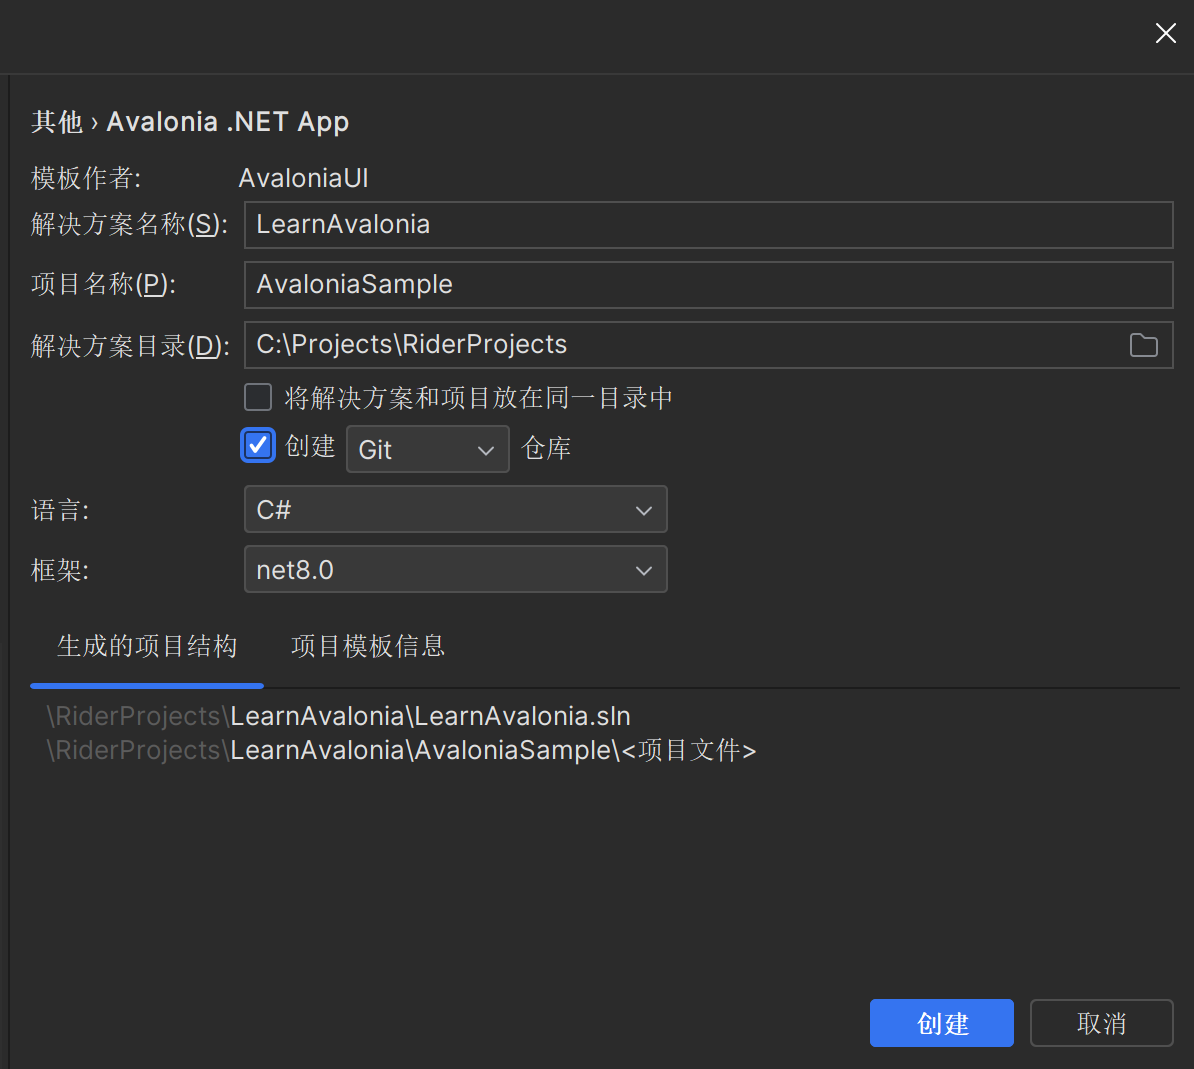 其他 › Avalonia .NET App
模板作者: AvaloniaUI
解决方案名称(S): LearnAvalonia
项目名称(P): AvaloniaSample
解决方案目录(D): C:\Projects\RiderProjects
将解决方案和项目放在同一目录中
创建 Git 仓库
语言: C#
框架: net8.0
生成的项目结构 项目模板信息
\RiderProjects\LearnAvalonia\LearnAvalonia.sln
\RiderProjects\LearnAvalonia\AvaloniaSample\<项目文件>
创建 取消